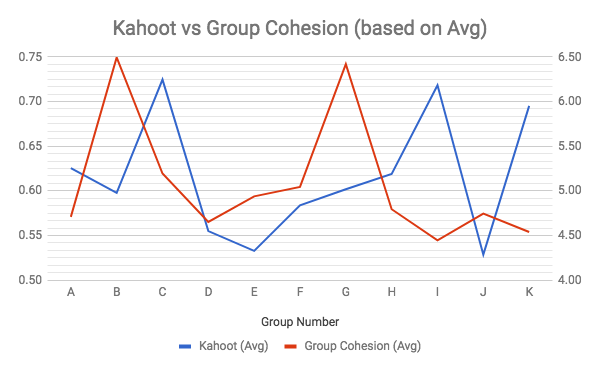 Kahoot vs Group Cohesion (based on Avg)
0.75 6.50
0.70 6.00
0.65 5.50
0.60 5.00
0.55 4.50
0.50 4.00
A B C D E F G H I J K
Group Number
Kahoot (Avg) Group Cohesion (Avg)